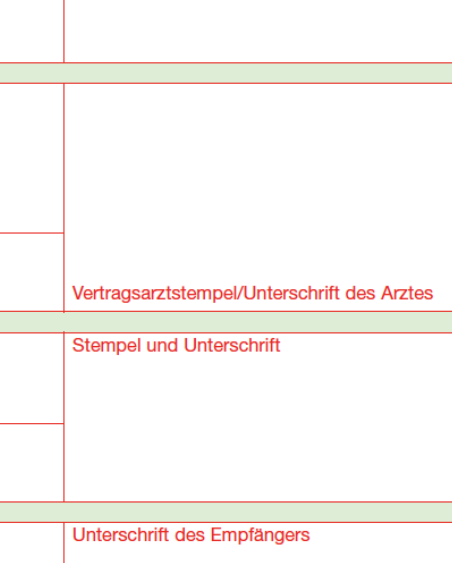 Vertragsarztstempel/Unterschrift des Arztes
Stempel und Unterschrift
Unterschrift des Empfängers